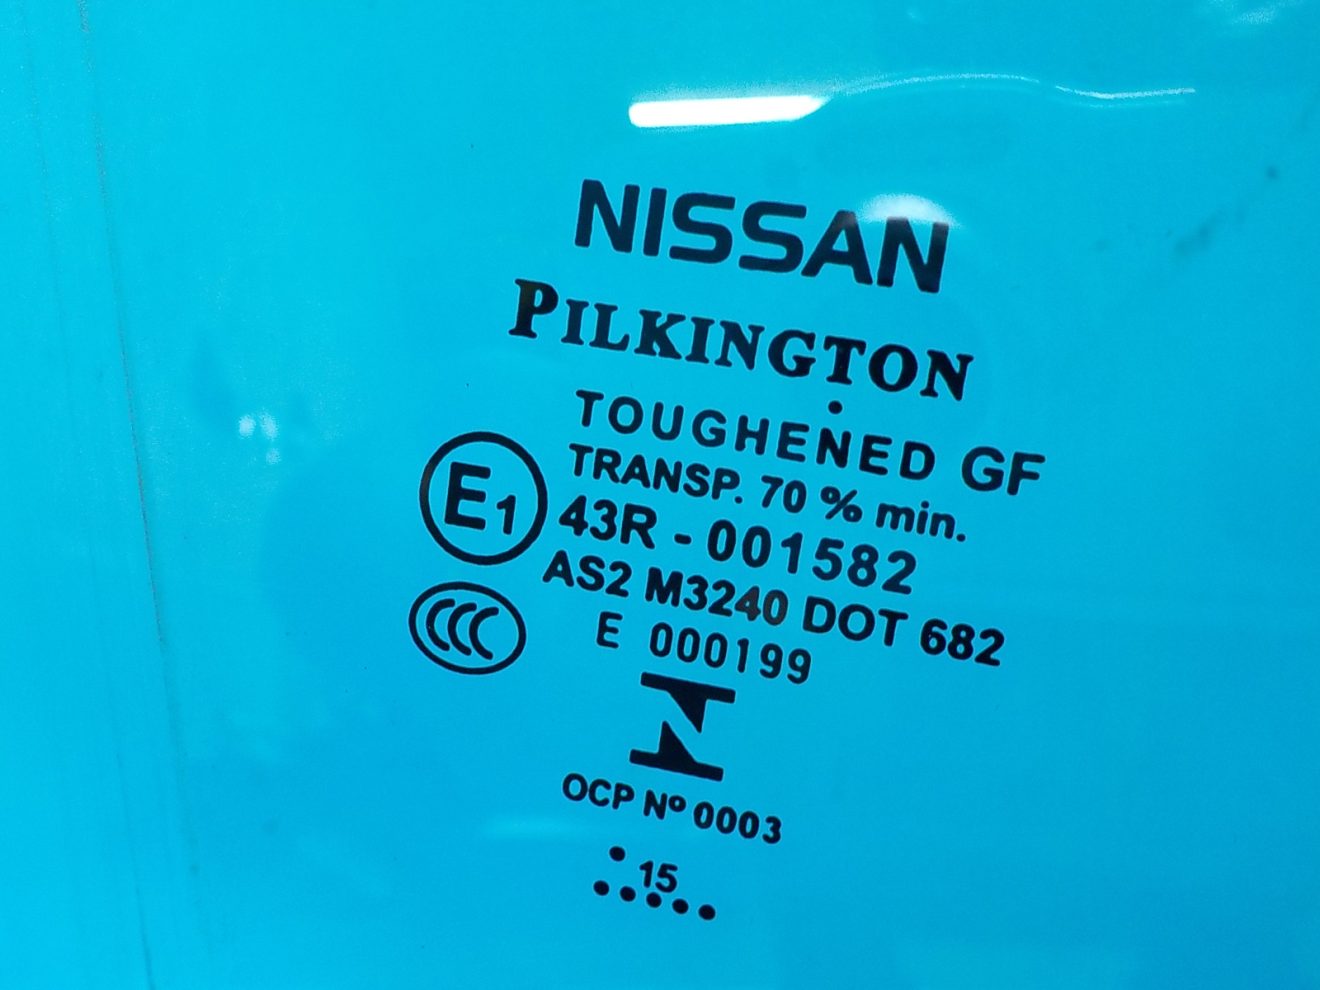 NISSAN
PILKINGTON
TOUGHENED GF
TRANSP. 70 % min.
E1 43R - 001582
AS2 M3240 DOT 682
CCC E 000199
OCP Nº 0003
15